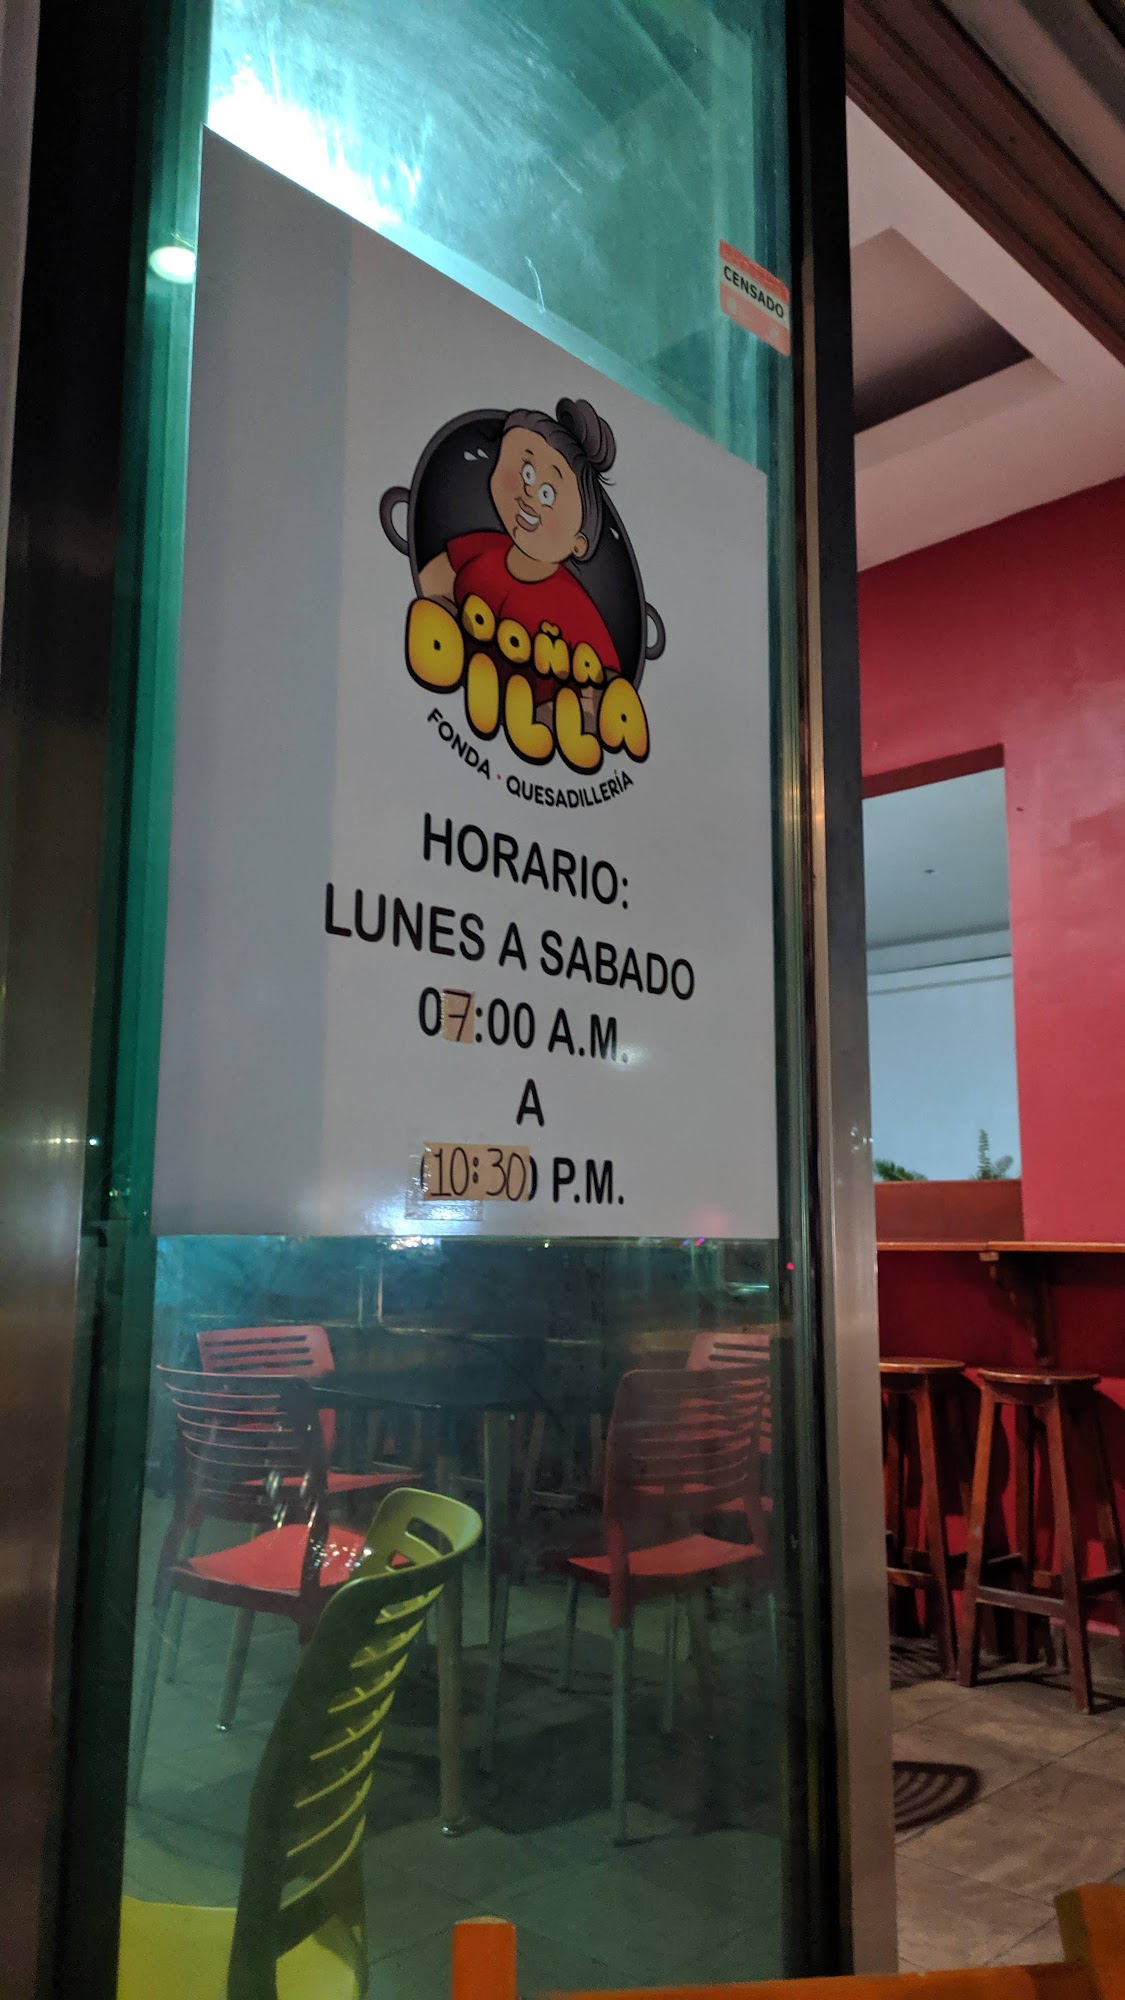 CENSADO
DOÑA
DILLA
FONDA · QUESADILLERÍA
HORARIO:
LUNES A SABADO
07:00 A.M.
A
(10:30) P.M.